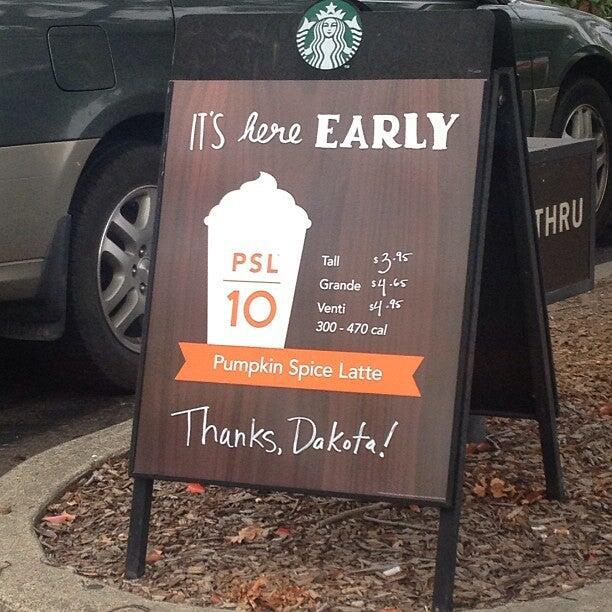 IT'S here EARLY
PSL
10
Tall $3.95
Grande $4.65
Venti $4.95
300 - 470 cal
Pumpkin Spice Latte
Thanks, Dakota!
THRU